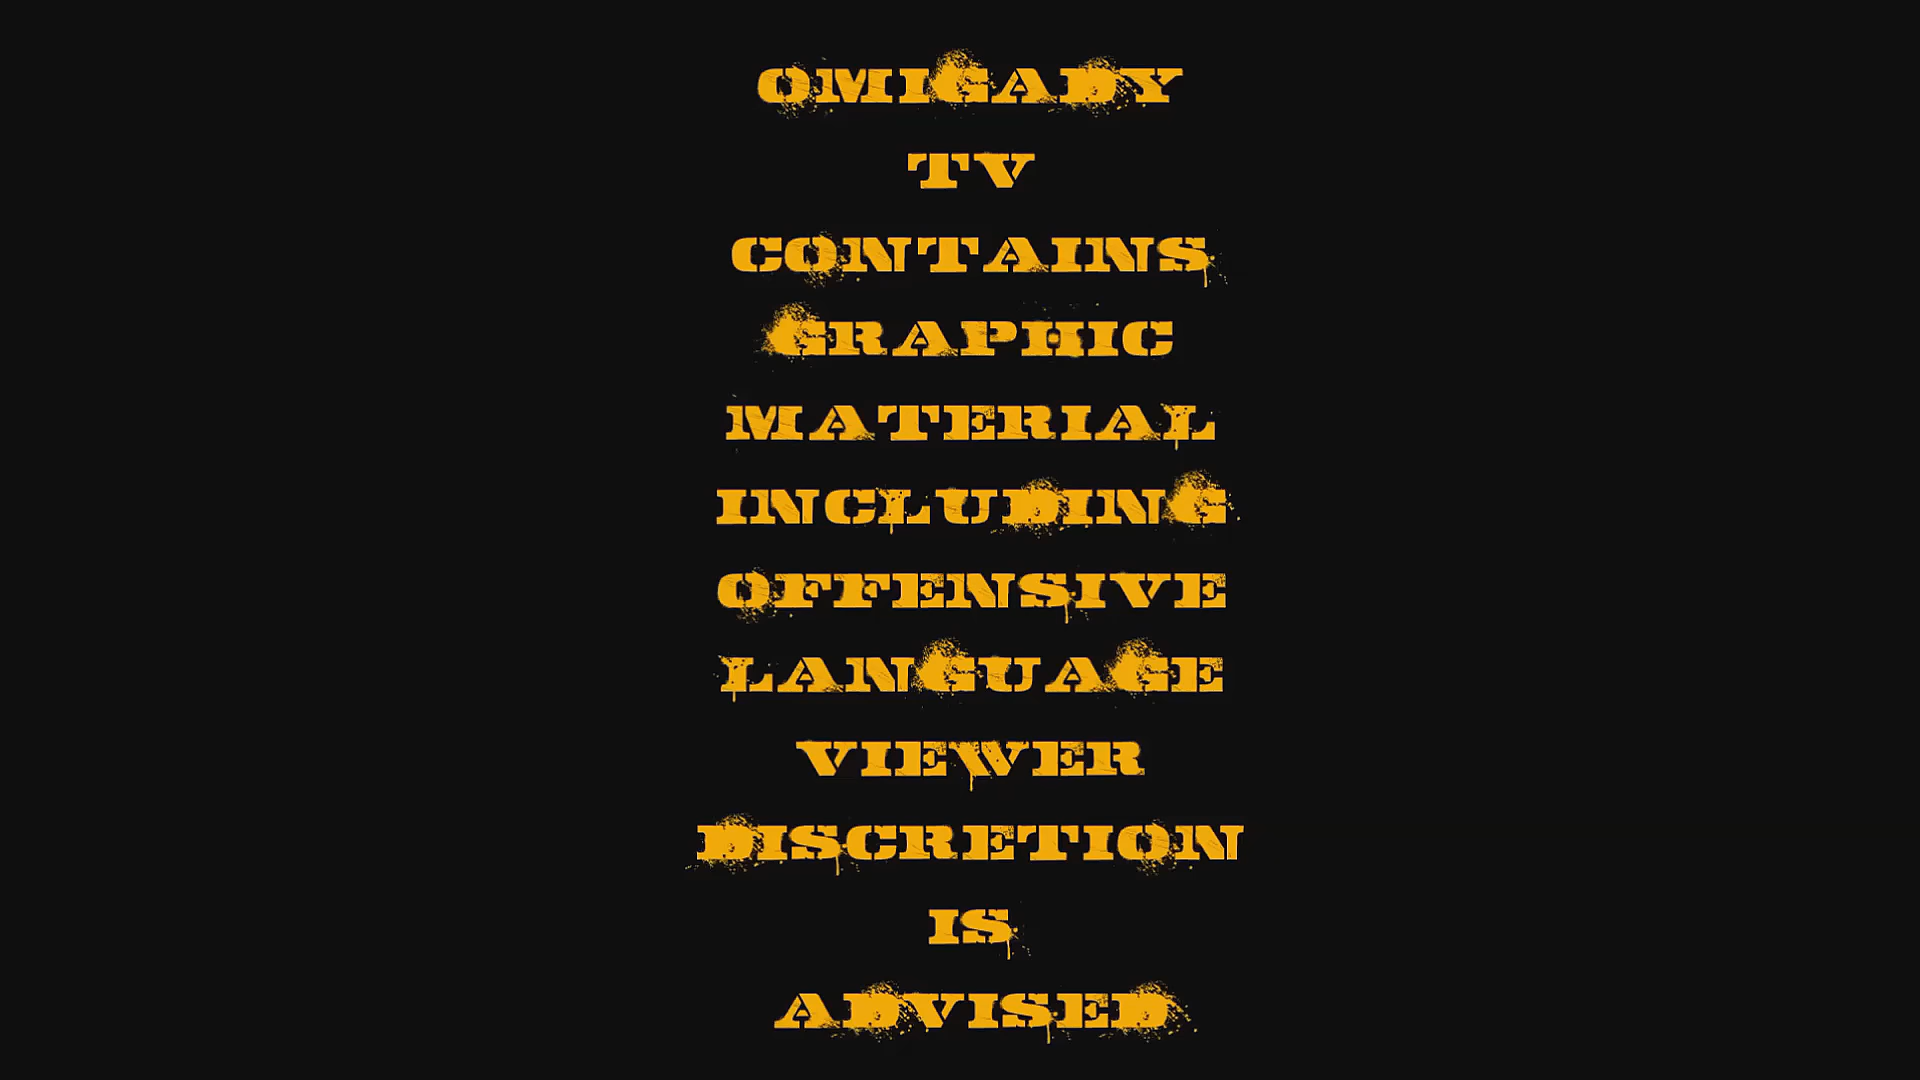 OMIGADY
TV
CONTAINS
GRAPHIC
MATERIAL
INCLUDING
OFFENSIVE
LANGUAGE
VIEWER
DISCRETION
IS
ADVISED